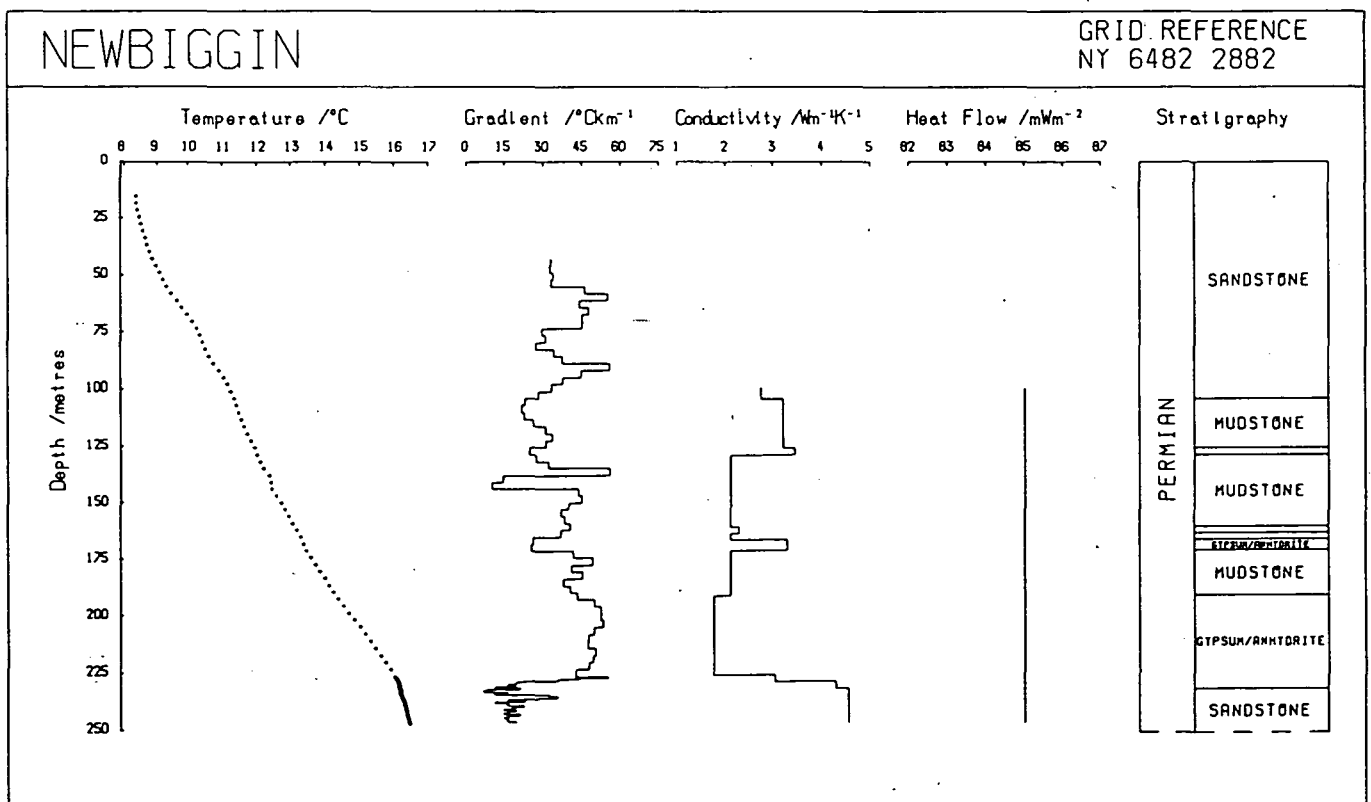 NEWBIGGIN
GRID REFERENCE
NY 6482 2882
Temperature /°C
Gradient /°Ckm⁻¹
Conductivity /Wm⁻¹K⁻¹
Heat Flow /mWm⁻²
Stratigraphy
8 9 10 11 12 13 14 15 16 17
0 15 30 45 60 75
1 2 3 4 5
82 83 84 85 86 87
Depth /metres
0
25
50
75
100
125
150
175
200
225
250
PERMIAN
SANDSTONE
MUDSTONE
MUDSTONE
GYPSUM/ANHYDRITE
MUDSTONE
GYPSUM/ANHYDRITE
SANDSTONE